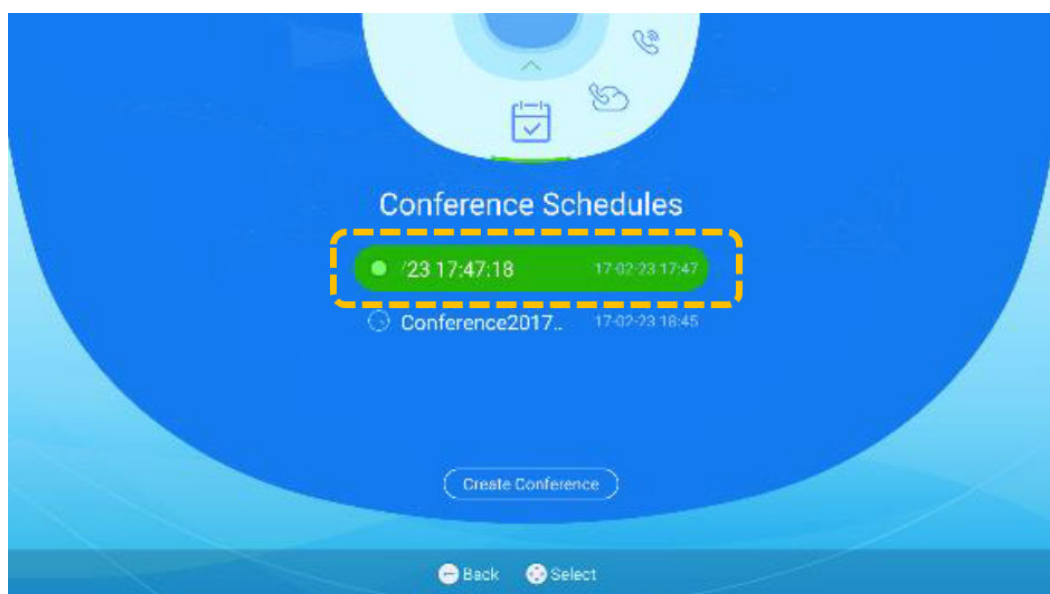 Conference Schedules
'23 17:47:18 17-02-23 17:47
Conference2017.. 17-02-23 18:45
Create Conference
Back Select